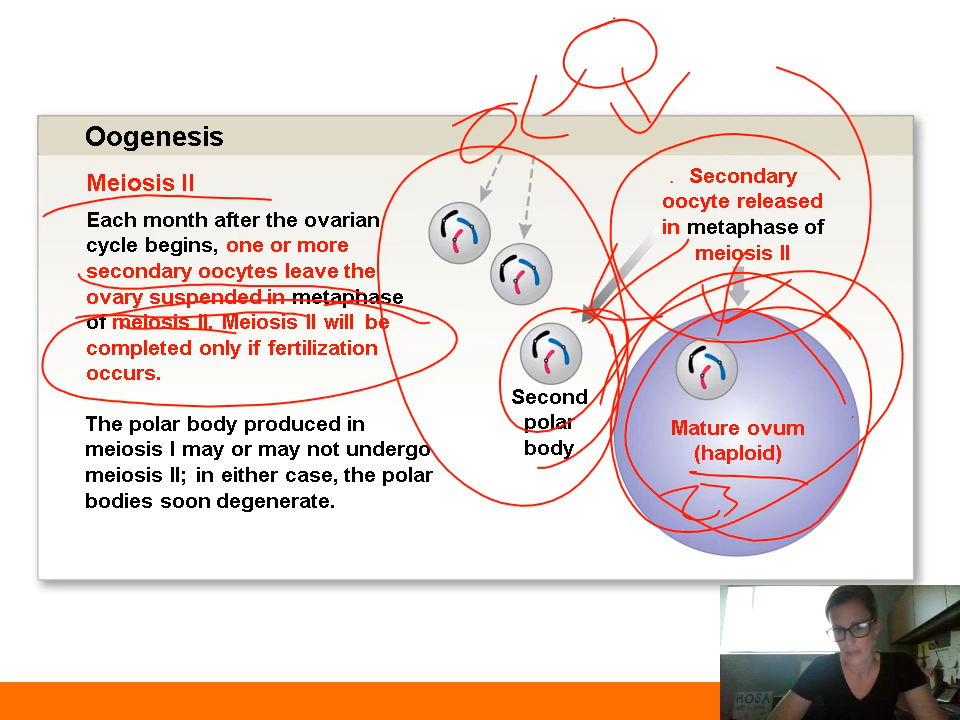 Oogenesis
Meiosis II
Each month after the ovarian
cycle begins, one or more
secondary oocytes leave the
ovary suspended in metaphase
of meiosis II. Meiosis II will be
completed only if fertilization
occurs.
The polar body produced in
meiosis I may or may not undergo
meiosis II; in either case, the polar
bodies soon degenerate.
Secondary
oocyte released
in metaphase of
meiosis II
Second
polar
body
Mature ovum
(haploid)
23
HOSA